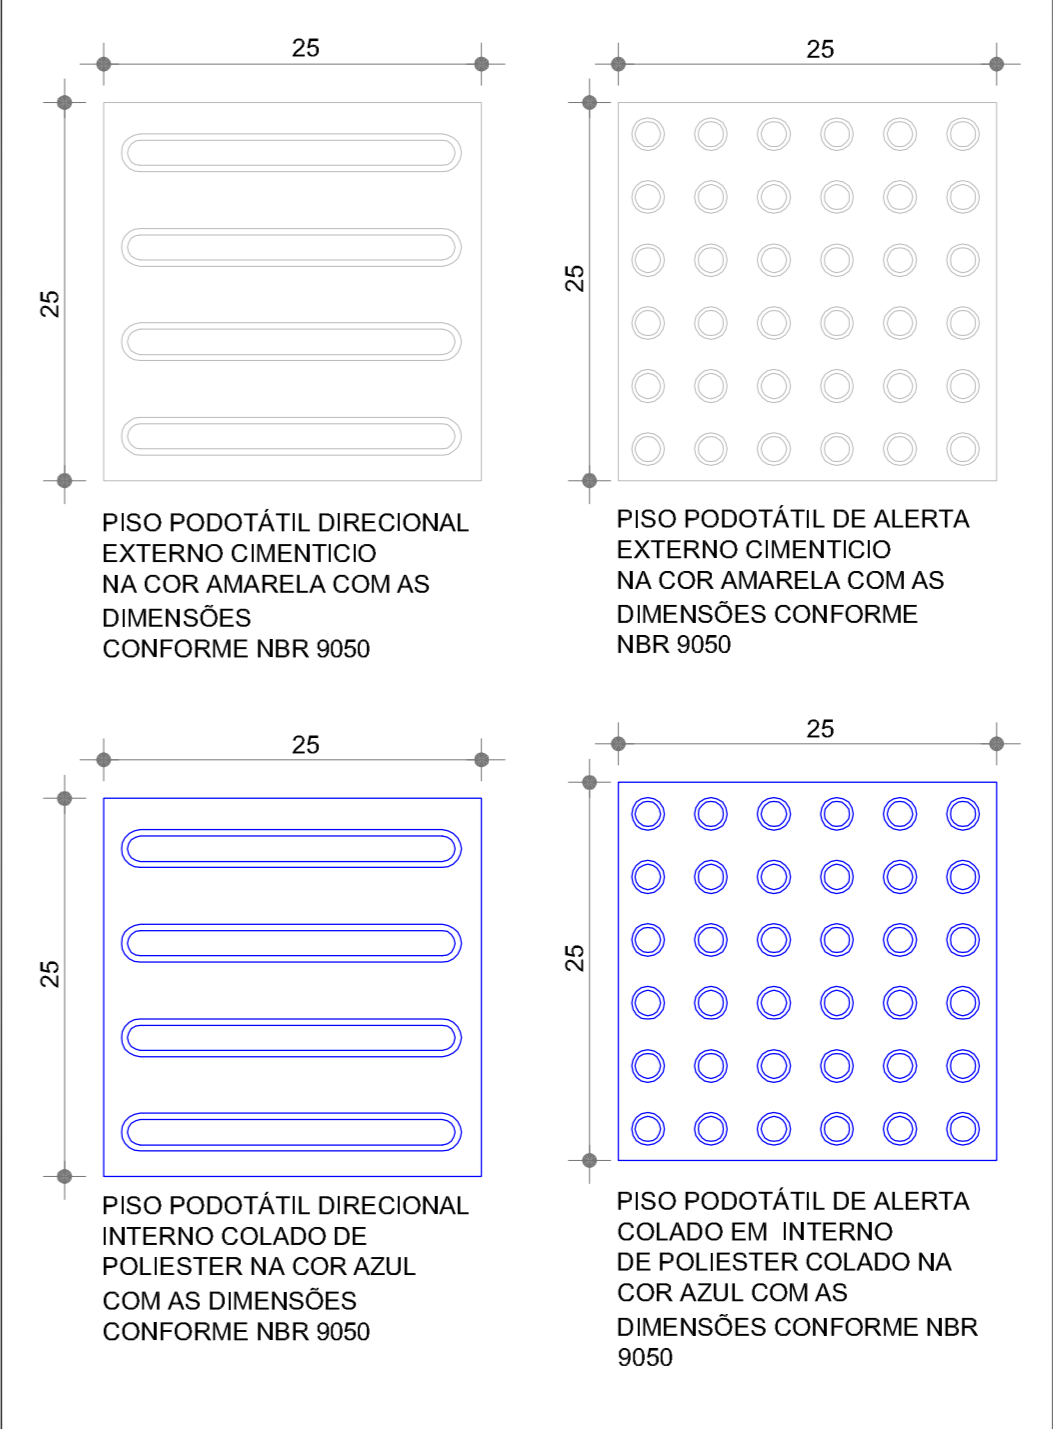 25
25
PISO PODOTÁTIL DIRECIONAL
EXTERNO CIMENTICIO
NA COR AMARELA COM AS
DIMENSÕES
CONFORME NBR 9050
25
25
PISO PODOTÁTIL DE ALERTA
EXTERNO CIMENTICIO
NA COR AMARELA COM AS
DIMENSÕES CONFORME
NBR 9050
25
25
PISO PODOTÁTIL DIRECIONAL
INTERNO COLADO DE
POLIESTER NA COR AZUL
COM AS DIMENSÕES
CONFORME NBR 9050
25
25
PISO PODOTÁTIL DE ALERTA
COLADO EM  INTERNO
DE POLIESTER COLADO NA
COR AZUL COM AS
DIMENSÕES CONFORME NBR
9050